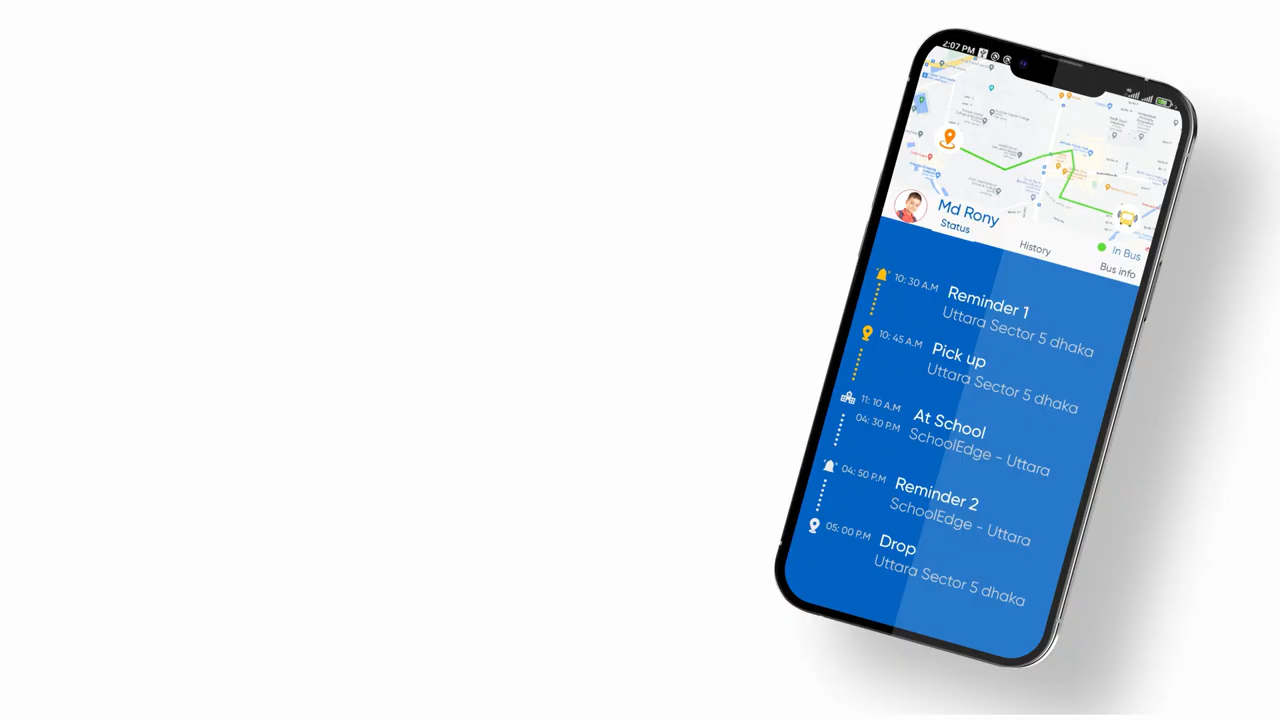 2:07 PM
Md Rony
Status
History
In Bus
Bus info
10: 30 A.M
Reminder 1
Uttara Sector 5 dhaka
10: 45 A.M
Pick up
Uttara Sector 5 dhaka
11: 10 A.M
At School
04: 30 P.M
SchoolEdge - Uttara
04: 50 P.M
Reminder 2
SchoolEdge - Uttara
05: 00 P.M
Drop
Uttara Sector 5 dhaka